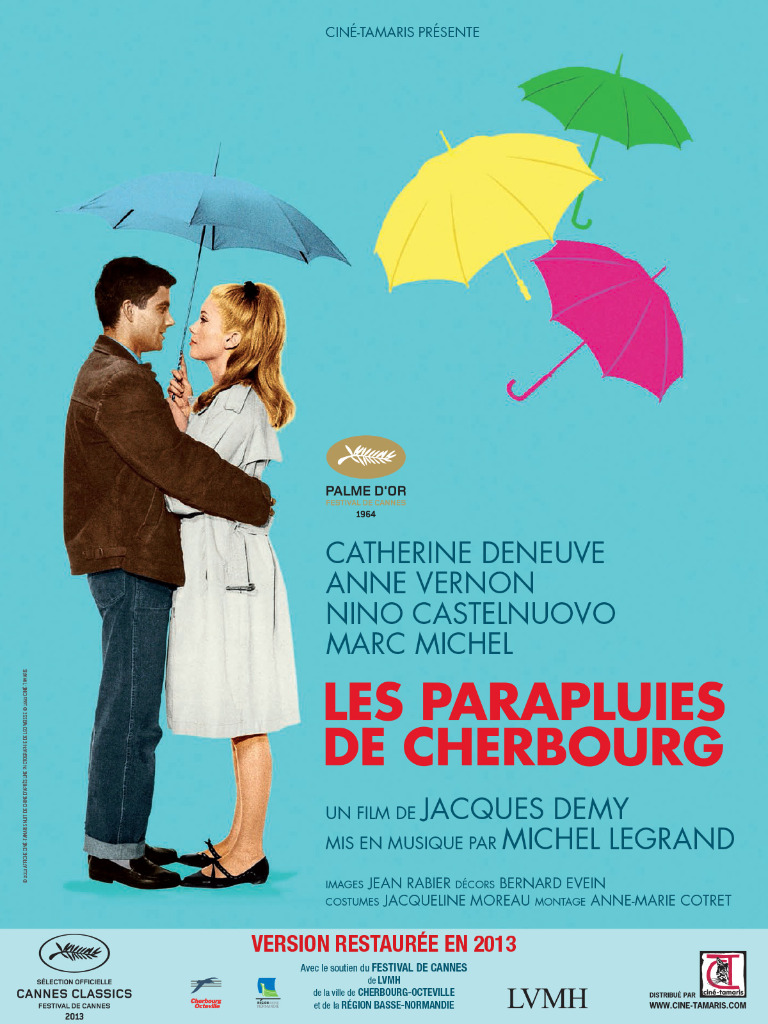 CINÉ-TAMARIS PRÉSENTE
PALME D'OR
FESTIVAL DE CANNES
1964
CATHERINE DENEUVE
ANNE VERNON
NINO CASTELNUOVO
MARC MICHEL
LES PARAPLUIES
DE CHERBOURG
UN FILM DE JACQUES DEMY
MIS EN MUSIQUE PAR MICHEL LEGRAND
IMAGES JEAN RABIER DÉCORS BERNARD EVEIN
COSTUMES JACQUELINE MOREAU MONTAGE ANNE-MARIE COTRET
VERSION RESTAURÉE EN 2013
SÉLECTION OFFICIELLE
CANNES CLASSICS
FESTIVAL DE CANNES
2013
Cherbourg
Octeville
Avec le soutien du FESTIVAL DE CANNES
de LVMH
de la ville de CHERBOURG-OCTEVILLE
et de la RÉGION BASSE-NORMANDIE
LVMH
DISTRIBUÉ PAR
ciné-tamaris
WWW.CINE-TAMARIS.COM